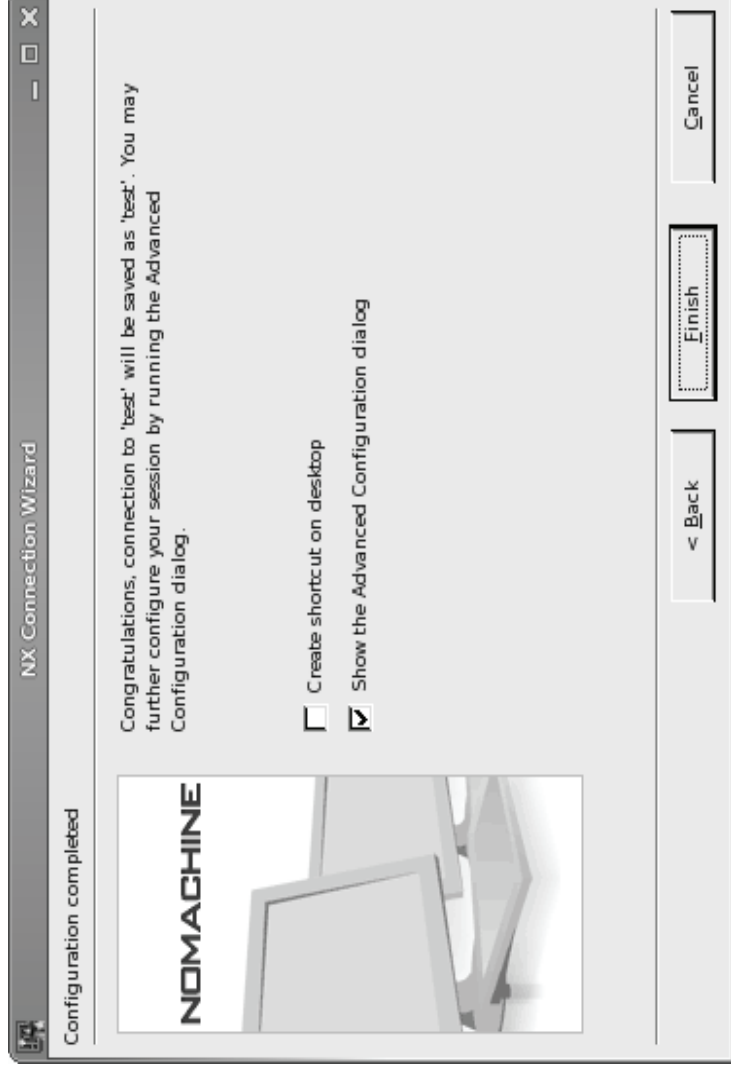 NX Connection Wizard
Configuration completed
NOMACHINE
Congratulations, connection to 'test' will be saved as 'test'. You may
further configure your session by running the Advanced
Configuration dialog.
Create shortcut on desktop
Show the Advanced Configuration dialog
< Back
Finish
Cancel